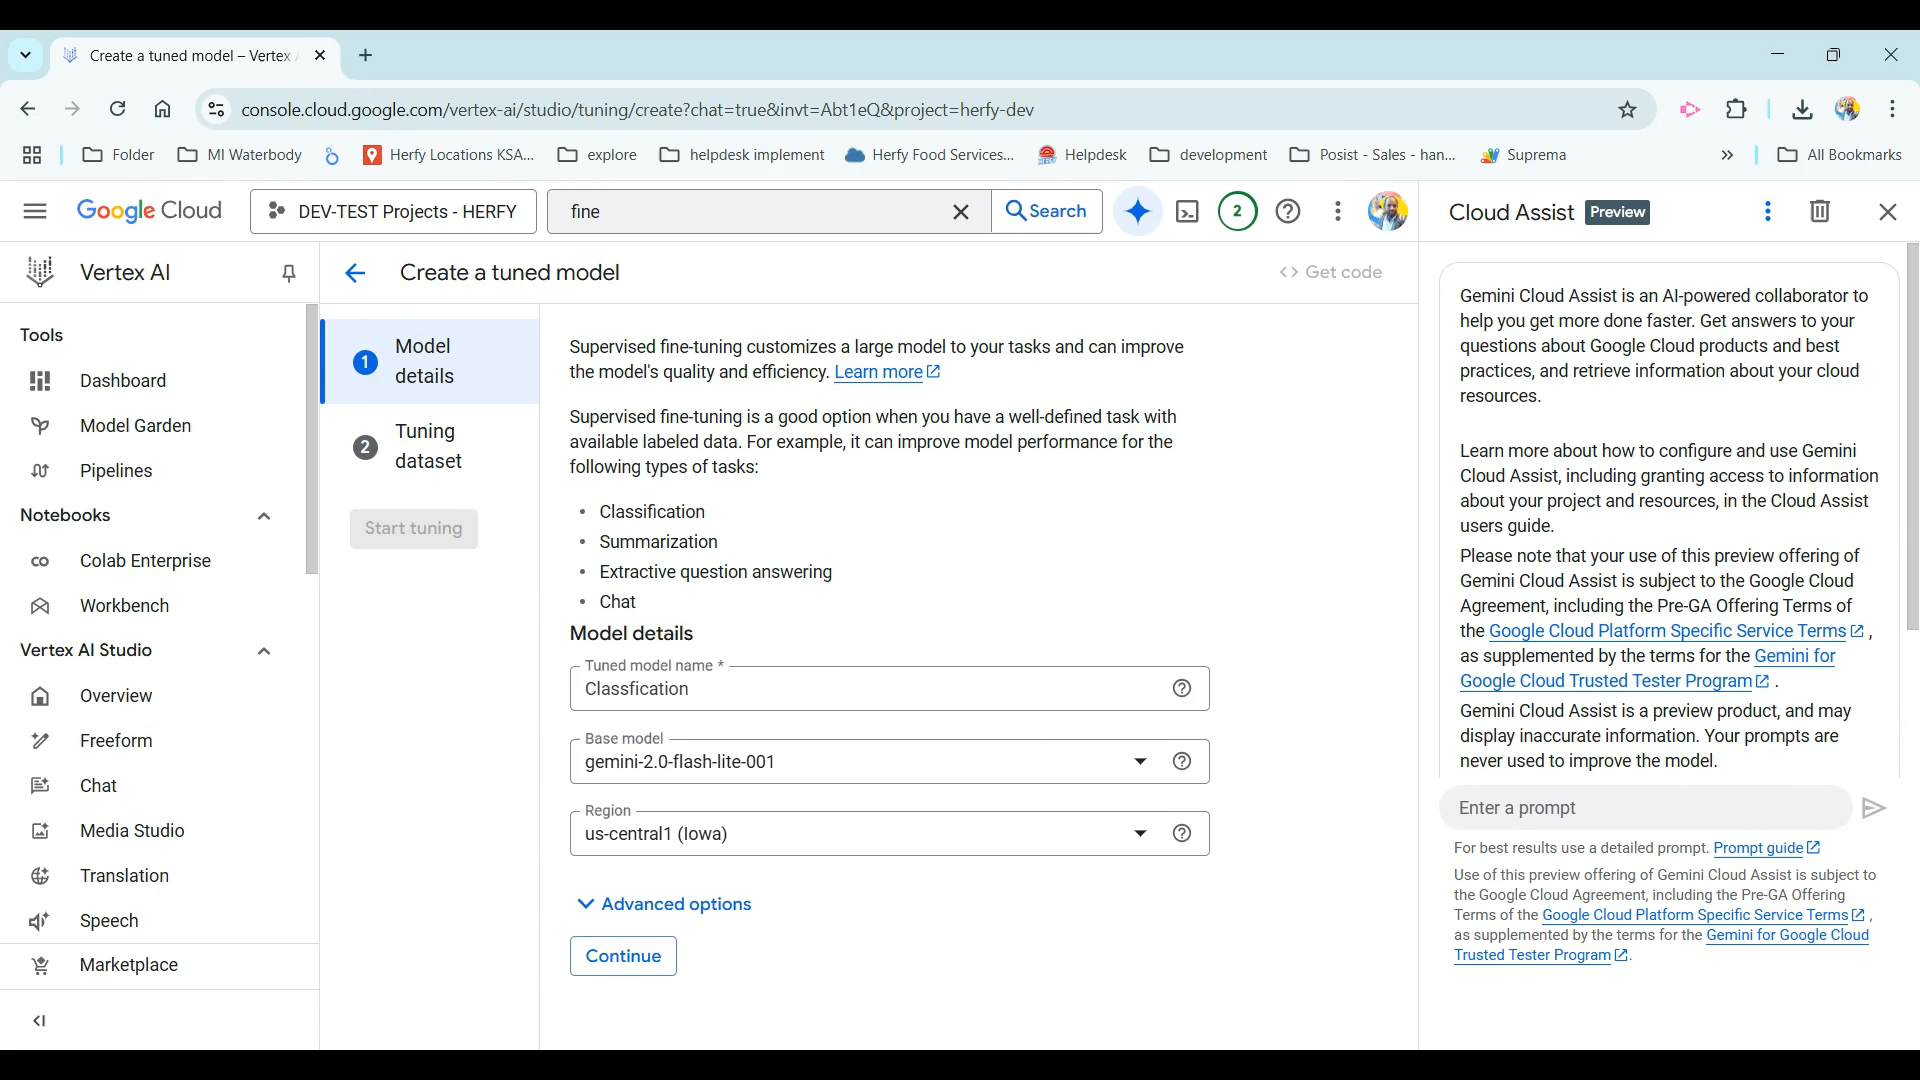 Create a tuned model – Vertex
console.cloud.google.com/vertex-ai/studio/tuning/create?chat=true&invt=Abt1eQ&project=herfy-dev
Folder
MI Waterbody
Herfy Locations KSA...
explore
helpdesk implement
Herfy Food Services...
Helpdesk
development
Posist - Sales - han...
Suprema
All Bookmarks
Google Cloud
DEV-TEST Projects - HERFY
fine
Search
2
Cloud Assist Preview
Vertex AI
Tools
Dashboard
Model Garden
Pipelines
Notebooks
Colab Enterprise
Workbench
Vertex AI Studio
Overview
Freeform
Chat
Media Studio
Translation
Speech
Marketplace
Create a tuned model
Get code
1
Model
details
2
Tuning
dataset
Start tuning
Supervised fine-tuning customizes a large model to your tasks and can improve
the model's quality and efficiency. Learn more
Supervised fine-tuning is a good option when you have a well-defined task with
available labeled data. For example, it can improve model performance for the
following types of tasks:
• Classification
• Summarization
• Extractive question answering
• Chat
Model details
Tuned model name *
Classfication
Base model
gemini-2.0-flash-lite-001
Region
us-central1 (Iowa)
Advanced options
Continue
Gemini Cloud Assist is an AI-powered collaborator to
help you get more done faster. Get answers to your
questions about Google Cloud products and best
practices, and retrieve information about your cloud
resources.
Learn more about how to configure and use Gemini
Cloud Assist, including granting access to information
about your project and resources, in the Cloud Assist
users guide.
Please note that your use of this preview offering of
Gemini Cloud Assist is subject to the Google Cloud
Agreement, including the Pre-GA Offering Terms of
the Google Cloud Platform Specific Service Terms ,
as supplemented by the terms for the Gemini for
Google Cloud Trusted Tester Program .
Gemini Cloud Assist is a preview product, and may
display inaccurate information. Your prompts are
never used to improve the model.
Enter a prompt
For best results use a detailed prompt. Prompt guide
Use of this preview offering of Gemini Cloud Assist is subject to
the Google Cloud Agreement, including the Pre-GA Offering
Terms of the Google Cloud Platform Specific Service Terms ,
as supplemented by the terms for the Gemini for Google Cloud
Trusted Tester Program .